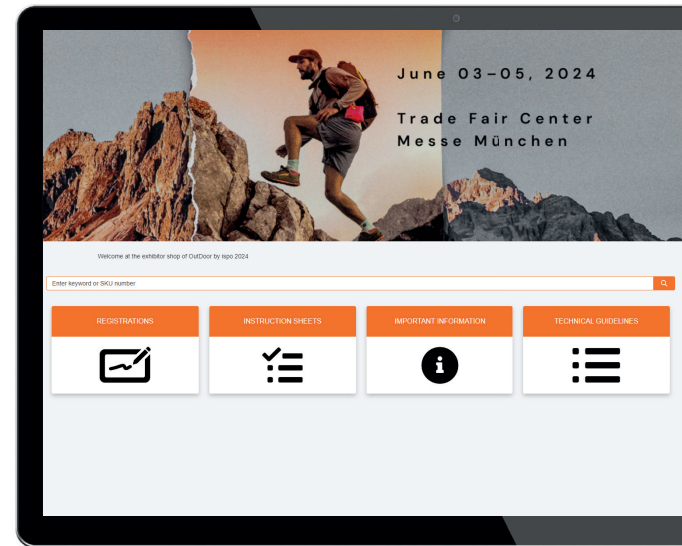 June 03–05, 2024
Trade Fair Center
Messe München
Welcome at the exhibitor shop of OutDoor by ispo 2024
Enter keyword or SKU number
REGISTRATIONS
INSTRUCTION SHEETS
IMPORTANT INFORMATION
TECHNICAL GUIDELINES